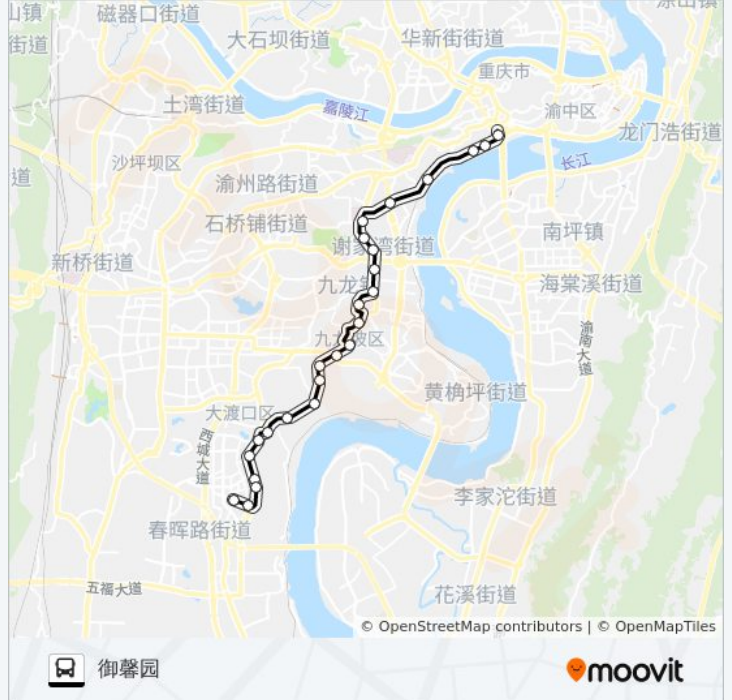 山镇
磁器口街道
涂山镇
街道
大石坝街道
华新街街道
重庆市
土湾街道
嘉陵江
渝中区
龙门浩街道
沙坪坝区
长江
道
渝州路街道
石桥铺街道
谢家湾街道
南坪镇
新桥街道
九龙
海棠溪街道
渝南大道
九龙坡区
黄桷坪街道
大渡口区
西城大道
李家沱街道
春晖路街道
五福大道
花溪街道
© OpenStreetMap contributors | © OpenMapTiles
御馨园
moovit